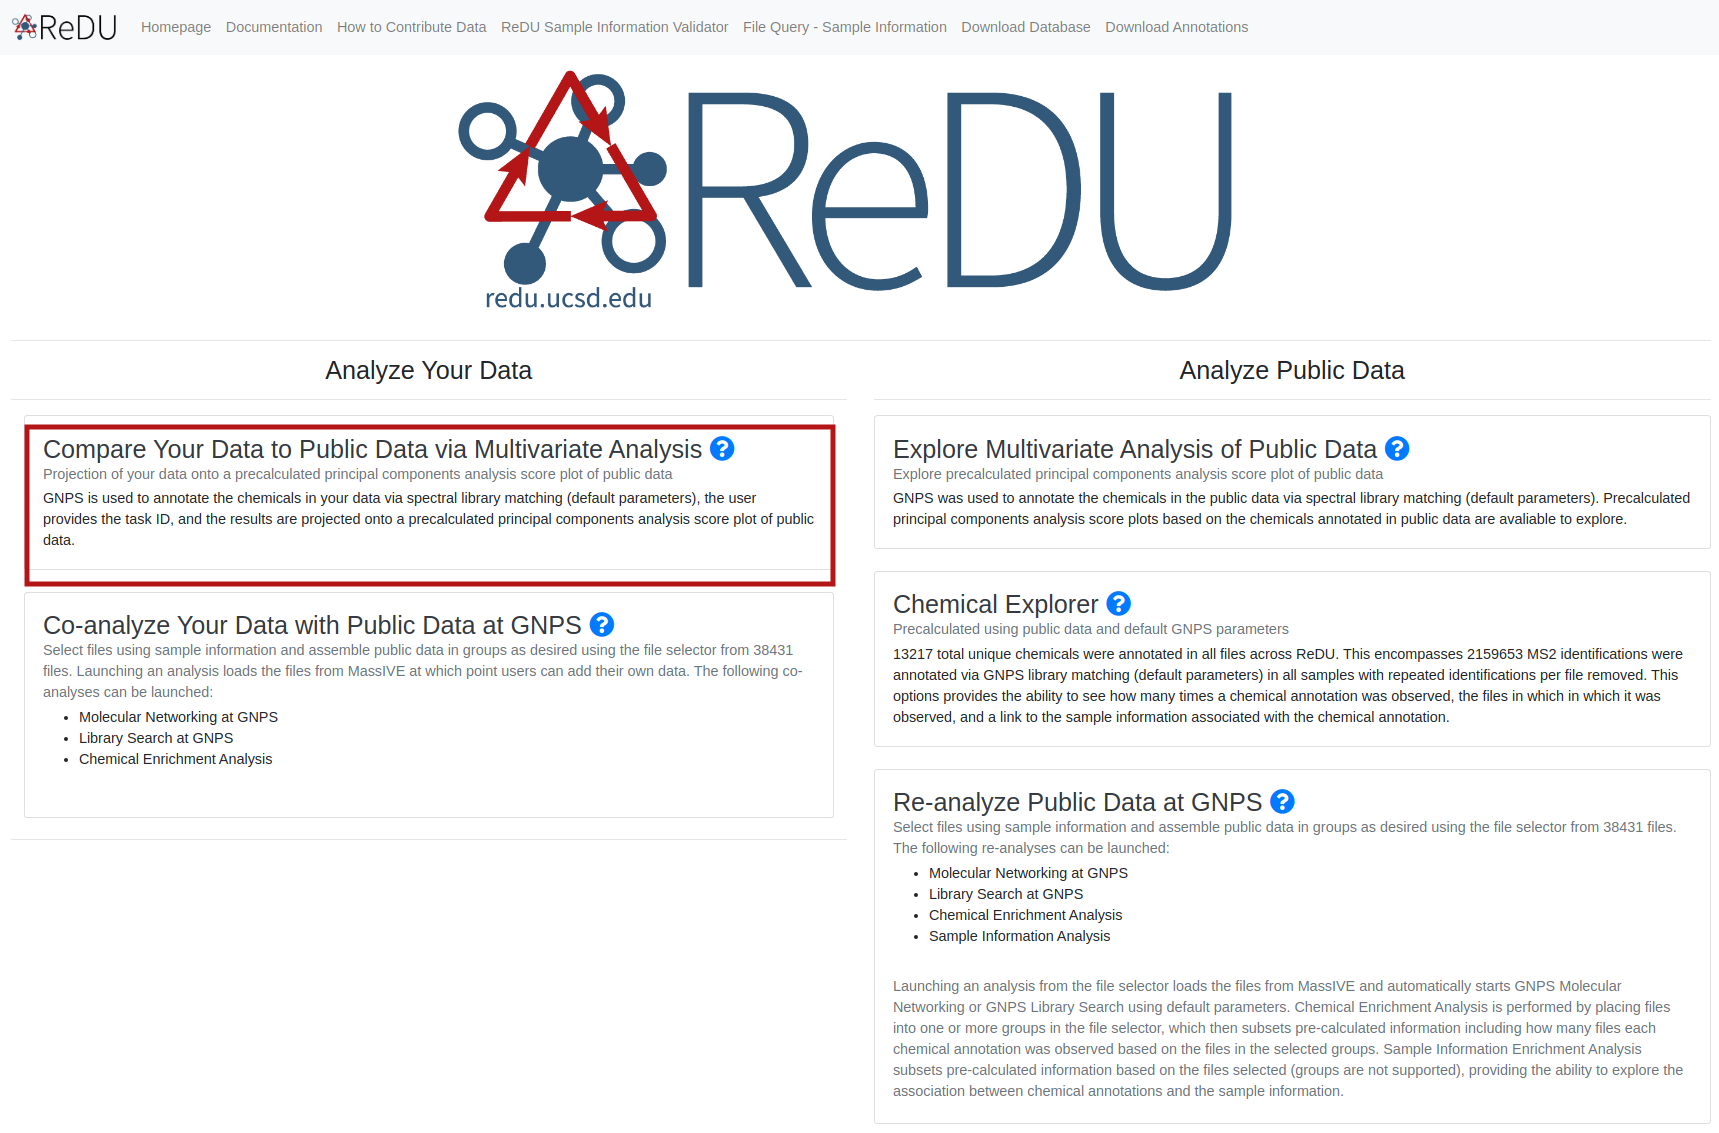 ReDU Homepage Documentation How to Contribute Data ReDU Sample Information Validator File Query - Sample Information Download Database Download Annotations
ReDU
redu.ucsd.edu
Analyze Your Data
Compare Your Data to Public Data via Multivariate Analysis ?
Projection of your data onto a precalculated principal components analysis score plot of public data
GNPS is used to annotate the chemicals in your data via spectral library matching (default parameters), the user
provides the task ID, and the results are projected onto a precalculated principal components analysis score plot of public
data.
Co-analyze Your Data with Public Data at GNPS ?
Select files using sample information and assemble public data in groups as desired using the file selector from 38431
files. Launching an analysis loads the files from MassIVE at which point users can add their own data. The following co-
analyses can be launched:
• Molecular Networking at GNPS
• Library Search at GNPS
• Chemical Enrichment Analysis
Analyze Public Data
Explore Multivariate Analysis of Public Data ?
Explore precalculated principal components analysis score plot of public data
GNPS was used to annotate the chemicals in the public data via spectral library matching (default parameters). Precalculated
principal components analysis score plots based on the chemicals annotated in public data are avaliable to explore.
Chemical Explorer ?
Precalculated using public data and default GNPS parameters
13217 total unique chemicals were annotated in all files across ReDU. This encompasses 2159653 MS2 identifications were
annotated via GNPS library matching (default parameters) in all samples with repeated identifications per file removed. This
options provides the ability to see how many times a chemical annotation was observed, the files in which in which it was
observed, and a link to the sample information associated with the chemical annotation.
Re-analyze Public Data at GNPS ?
Select files using sample information and assemble public data in groups as desired using the file selector from 38431 files.
The following re-analyses can be launched:
• Molecular Networking at GNPS
• Library Search at GNPS
• Chemical Enrichment Analysis
• Sample Information Analysis
Launching an analysis from the file selector loads the files from MassIVE and automatically starts GNPS Molecular
Networking or GNPS Library Search using default parameters. Chemical Enrichment Analysis is performed by placing files
into one or more groups in the file selector, which then subsets pre-calculated information including how many files each
chemical annotation was observed based on the files in the selected groups. Sample Information Enrichment Analysis
subsets pre-calculated information based on the files selected (groups are not supported), providing the ability to explore the
association between chemical annotations and the sample information.